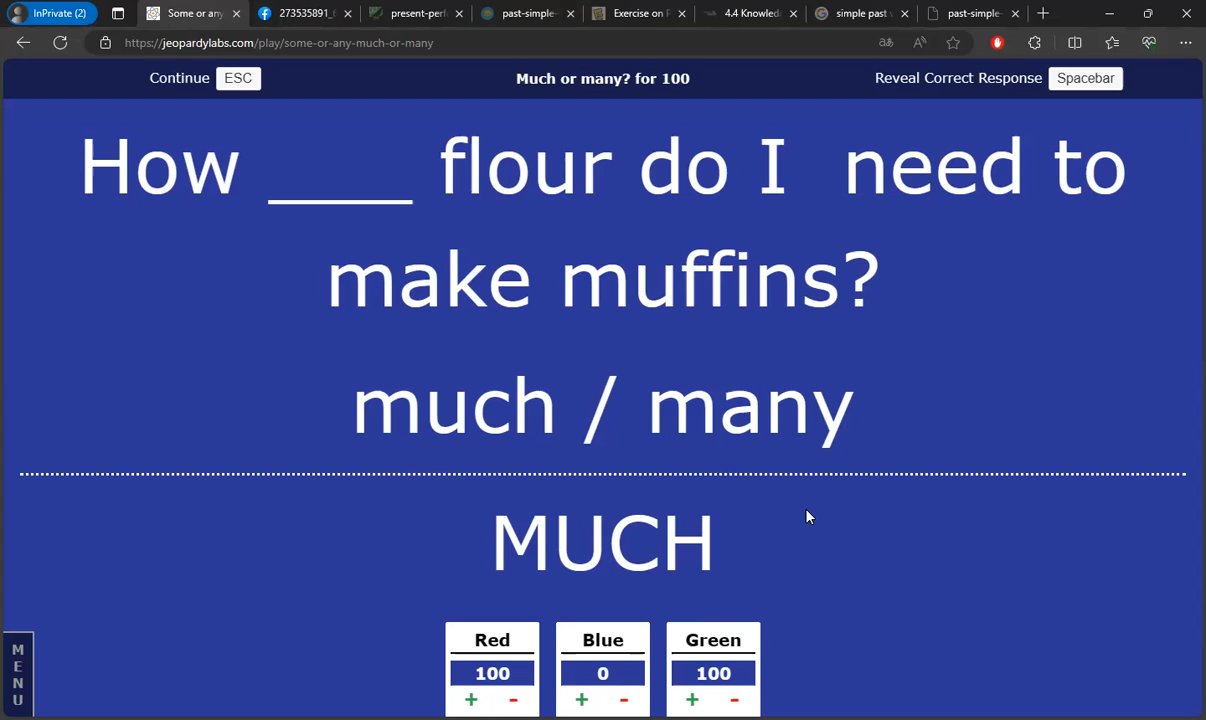 InPrivate (2)
Some or any
273535891_
present-perf
past-simple-
Exercise on P
4.4 Knowled
simple past v
past-simple-
https://jeopardylabs.com/play/some-or-any-much-or-many
Continue ESC
Much or many? for 100
Reveal Correct Response Spacebar
How ____ flour do I need to
make muffins?
much / many
MUCH
MENU
Red Blue Green
100 0 100
+ - + - + -